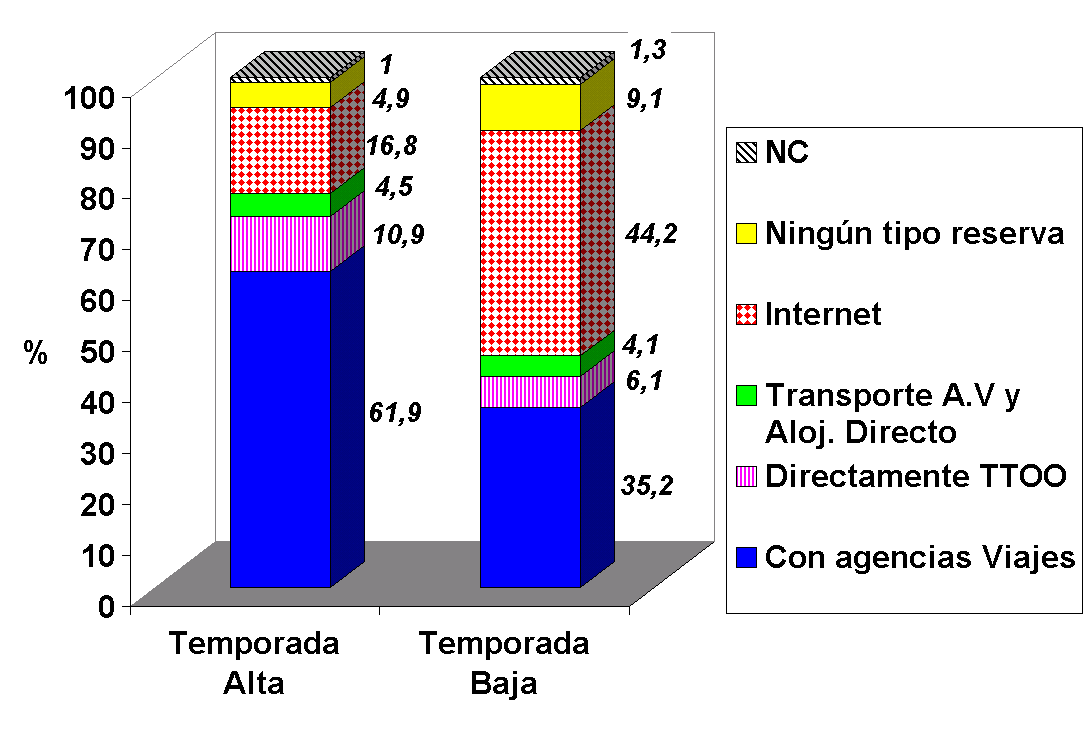 100
90
80
70
60
50
40
30
20
10
0
%
1
4,9
16,8
4,5
10,9
61,9
1,3
9,1
44,2
4,1
6,1
35,2
Temporada
Alta
Temporada
Baja
NC
Ningún tipo reserva
Internet
Transporte A.V y
Aloj. Directo
Directamente TTOO
Con agencias Viajes